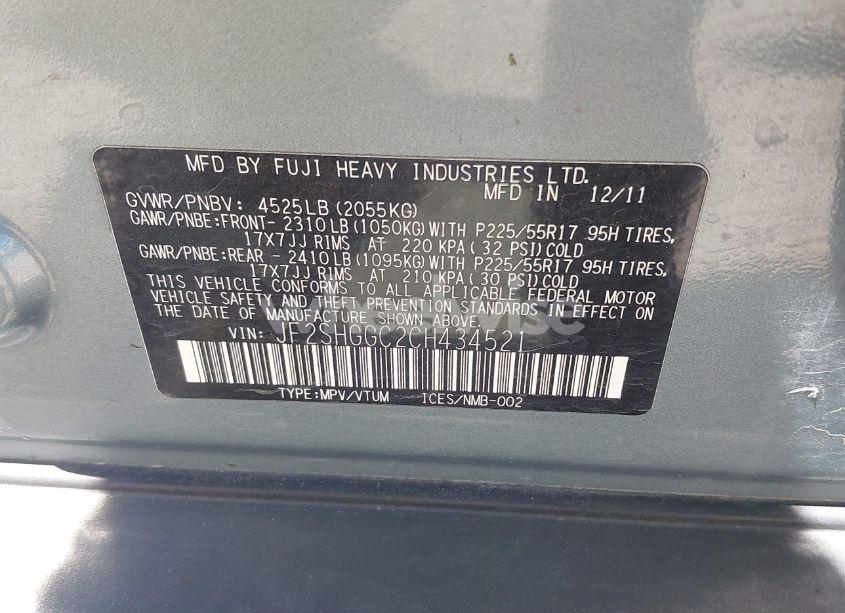 MFD BY FUJI HEAVY INDUSTRIES LTD.
MFD IN 12/11
GVWR/PNBV: 4525LB (2055KG)
GAWR/PNBE:FRONT- 2310LB (1050KG) WITH P225/55R17 95H TIRES,
17X7JJ RIMS AT 220 KPA (32 PSI) COLD
GAWR/PNBE:REAR - 2410LB (1095KG) WITH P225/55R17 95H TIRES,
17X7JJ RIMS AT 210 KPA (30 PSI) COLD
THIS VEHICLE CONFORMS TO ALL APPLICABLE FEDERAL MOTOR
VEHICLE SAFETY AND THEFT PREVENTION STANDARDS IN EFFECT ON
THE DATE OF MANUFACTURE SHOWN ABOVE.
VIN: JF2SHGGC2CH434521
TYPE:MPV/VTUM ICES/NMB-002